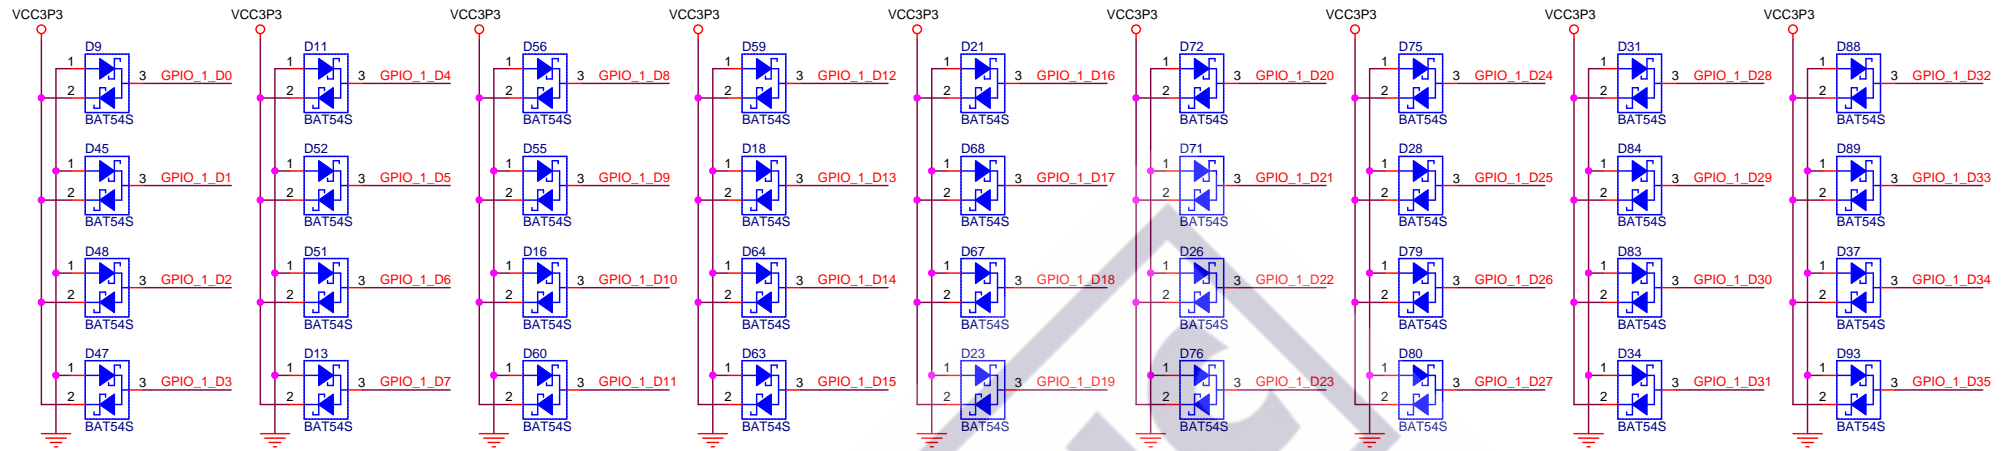 VCC3P3 VCC3P3 VCC3P3 VCC3P3 VCC3P3 VCC3P3 VCC3P3 VCC3P3 VCC3P3
D9 D11 D56 D59 D21 D72 D75 D31 D88
1 1 1 1 1 1 1 1 1
3 GPIO_1_D0 3 GPIO_1_D4 3 GPIO_1_D8 3 GPIO_1_D12 3 GPIO_1_D16 3 GPIO_1_D20 3 GPIO_1_D24 3 GPIO_1_D28 3 GPIO_1_D32
2 2 2 2 2 2 2 2 2
BAT54S BAT54S BAT54S BAT54S BAT54S BAT54S BAT54S BAT54S BAT54S
D45 D52 D55 D18 D68 D71 D28 D84 D89
1 1 1 1 1 1 1 1 1
3 GPIO_1_D1 3 GPIO_1_D5 3 GPIO_1_D9 3 GPIO_1_D13 3 GPIO_1_D17 3 GPIO_1_D21 3 GPIO_1_D25 3 GPIO_1_D29 3 GPIO_1_D33
2 2 2 2 2 2 2 2 2
BAT54S BAT54S BAT54S BAT54S BAT54S BAT54S BAT54S BAT54S BAT54S
D48 D51 D16 D64 D67 D26 D79 D83 D37
1 1 1 1 1 1 1 1 1
3 GPIO_1_D2 3 GPIO_1_D6 3 GPIO_1_D10 3 GPIO_1_D14 3 GPIO_1_D18 3 GPIO_1_D22 3 GPIO_1_D26 3 GPIO_1_D30 3 GPIO_1_D34
2 2 2 2 2 2 2 2 2
BAT54S BAT54S BAT54S BAT54S BAT54S BAT54S BAT54S BAT54S BAT54S
D47 D13 D60 D63 D23 D76 D80 D34 D93
1 1 1 1 1 1 1 1 1
3 GPIO_1_D3 3 GPIO_1_D7 3 GPIO_1_D11 3 GPIO_1_D15 3 GPIO_1_D19 3 GPIO_1_D23 3 GPIO_1_D27 3 GPIO_1_D31 3 GPIO_1_D35
2 2 2 2 2 2 2 2 2
BAT54S BAT54S BAT54S BAT54S BAT54S BAT54S BAT54S BAT54S BAT54S